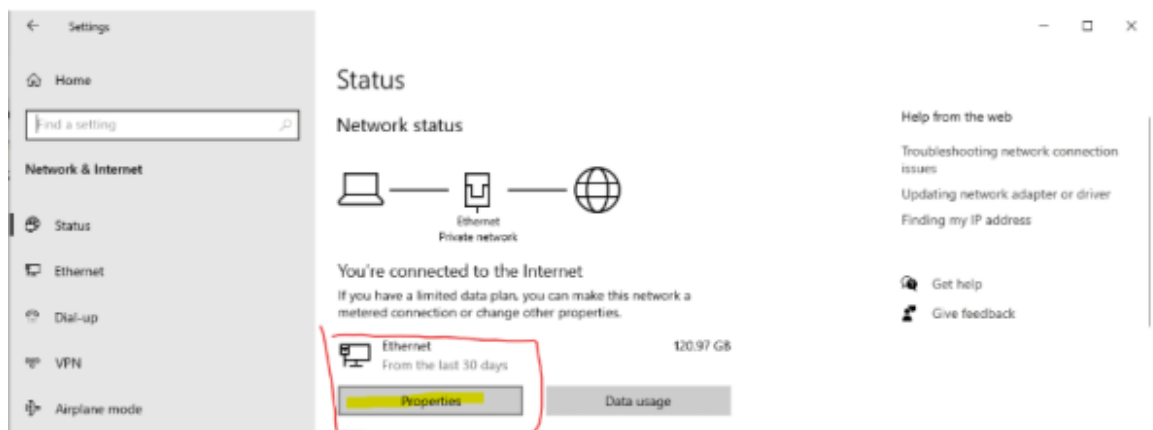 Settings
Home
Find a setting
Network & Internet
Status
Ethernet
Dial-up
VPN
Airplane mode
Status
Network status
Ethernet
Private network
You're connected to the Internet
If you have a limited data plan, you can make this network a
metered connection or change other properties.
Ethernet
From the last 30 days
120.97 GB
Properties
Data usage
Help from the web
Troubleshooting network connection
issues
Updating network adapter or driver
Finding my IP address
Get help
Give feedback